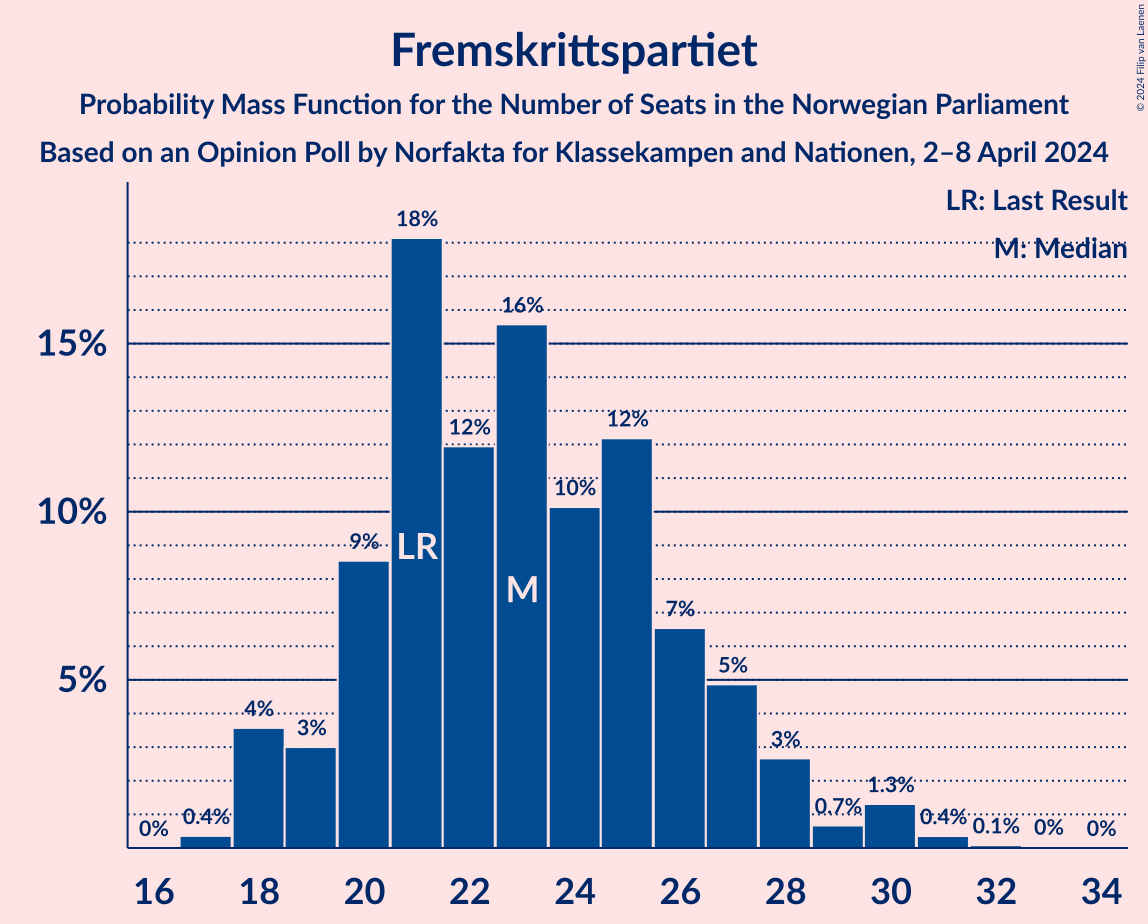 Fremskrittspartiet
Probability Mass Function for the Number of Seats in the Norwegian Parliament
Based on an Opinion Poll by Norfakta for Klassekampen and Nationen, 2–8 April 2024
© 2024 Filip van Laenen
LR: Last Result
M: Median
18%
16%
15%
12%
12%
10%
10%
9%
LR
M
7%
5%
5%
4%
3%
3%
1.3%
0.7%
0.4%
0.4%
0.1%
0%
0%
0%
16 18 20 22 24 26 28 30 32 34